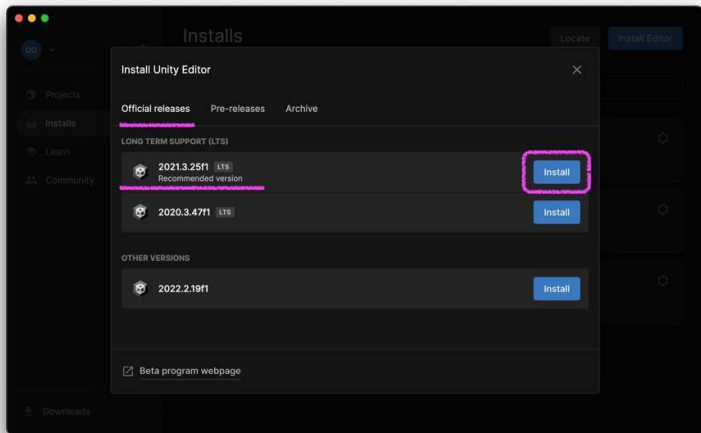 Installs
Locate
Install Editor
DD
Projects
Installs
Learn
Community
Downloads
Install Unity Editor
Official releases
Pre-releases
Archive
LONG TERM SUPPORT (LTS)
2021.3.25f1 LTS
Recommended version
Install
2020.3.47f1 LTS
Install
OTHER VERSIONS
2022.2.19f1
Install
Beta program webpage